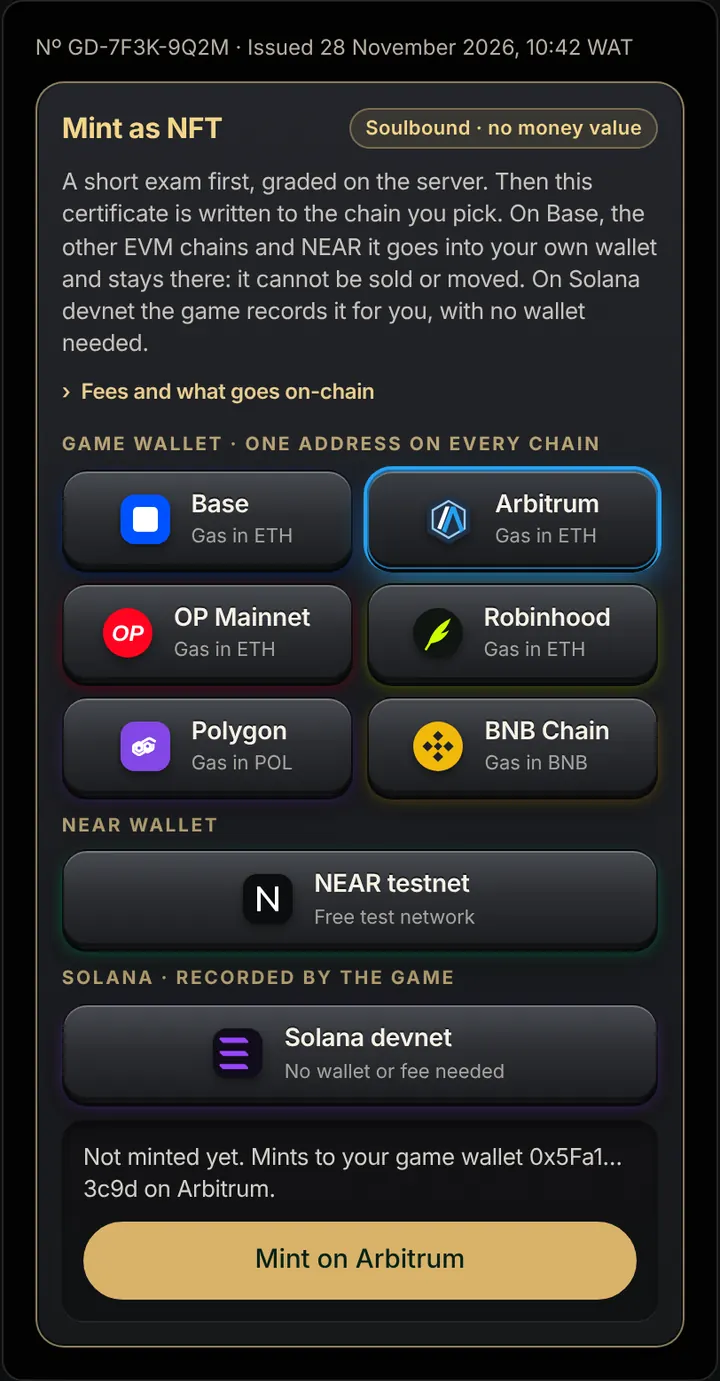 Nº GD-7F3K-9Q2M · Issued 28 November 2026, 10:42 WAT
Mint as NFT
Soulbound · no money value
A short exam first, graded on the server. Then this
certificate is written to the chain you pick. On Base, the
other EVM chains and NEAR it goes into your own wallet
and stays there: it cannot be sold or moved. On Solana
devnet the game records it for you, with no wallet
needed.
› Fees and what goes on-chain
GAME WALLET · ONE ADDRESS ON EVERY CHAIN
Base
Gas in ETH
Arbitrum
Gas in ETH
OP
OP Mainnet
Gas in ETH
Robinhood
Gas in ETH
Polygon
Gas in POL
BNB Chain
Gas in BNB
NEAR WALLET
N
NEAR testnet
Free test network
SOLANA · RECORDED BY THE GAME
Solana devnet
No wallet or fee needed
Not minted yet. Mints to your game wallet 0x5Fa1…
3c9d on Arbitrum.
Mint on Arbitrum